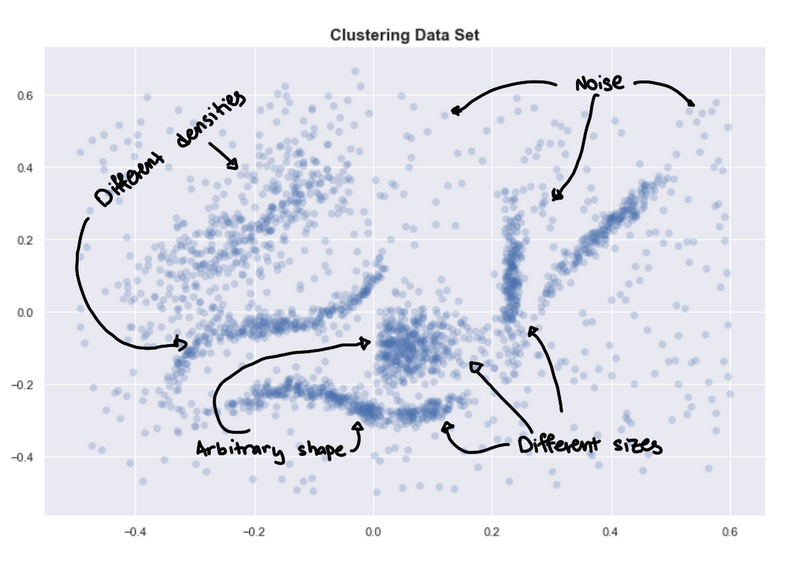 Clustering Data Set
Noise
Different densities
Arbitrary shape
Different sizes
0.6
0.4
0.2
0.0
−0.2
−0.4
−0.4
−0.2
0.0
0.2
0.4
0.6